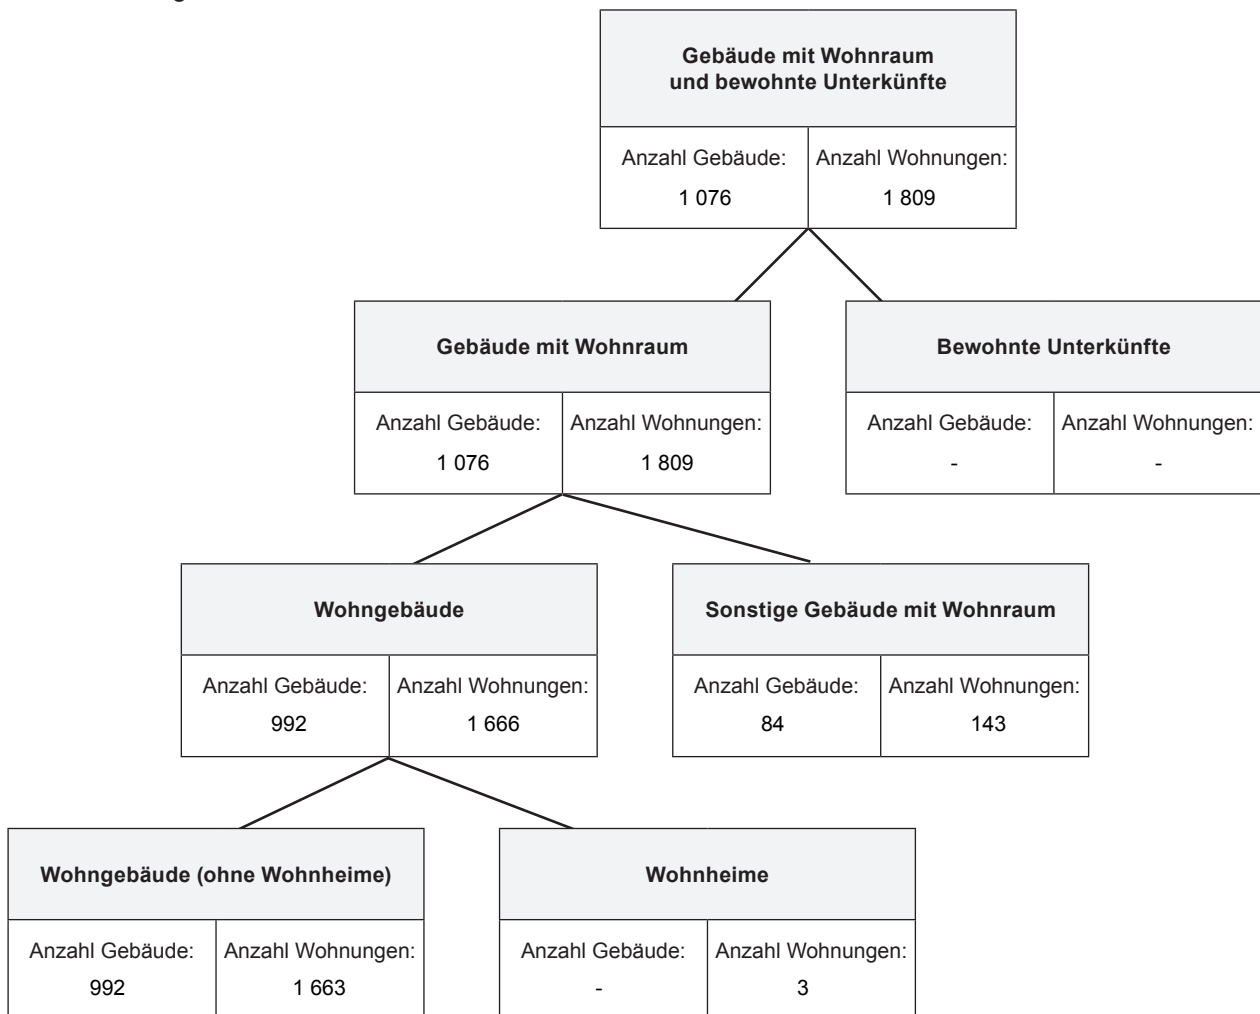 Gebäude mit Wohnraum
und bewohnte Unterkünfte
Anzahl Gebäude: Anzahl Wohnungen:
1 076 1 809
Gebäude mit Wohnraum Bewohnte Unterkünfte
Anzahl Gebäude: Anzahl Wohnungen: Anzahl Gebäude: Anzahl Wohnungen:
1 076 1 809 - -
Wohngebäude Sonstige Gebäude mit Wohnraum
Anzahl Gebäude: Anzahl Wohnungen: Anzahl Gebäude: Anzahl Wohnungen:
992 1 666 84 143
Wohngebäude (ohne Wohnheime) Wohnheime
Anzahl Gebäude: Anzahl Wohnungen: Anzahl Gebäude: Anzahl Wohnungen:
992 1 663 - 3